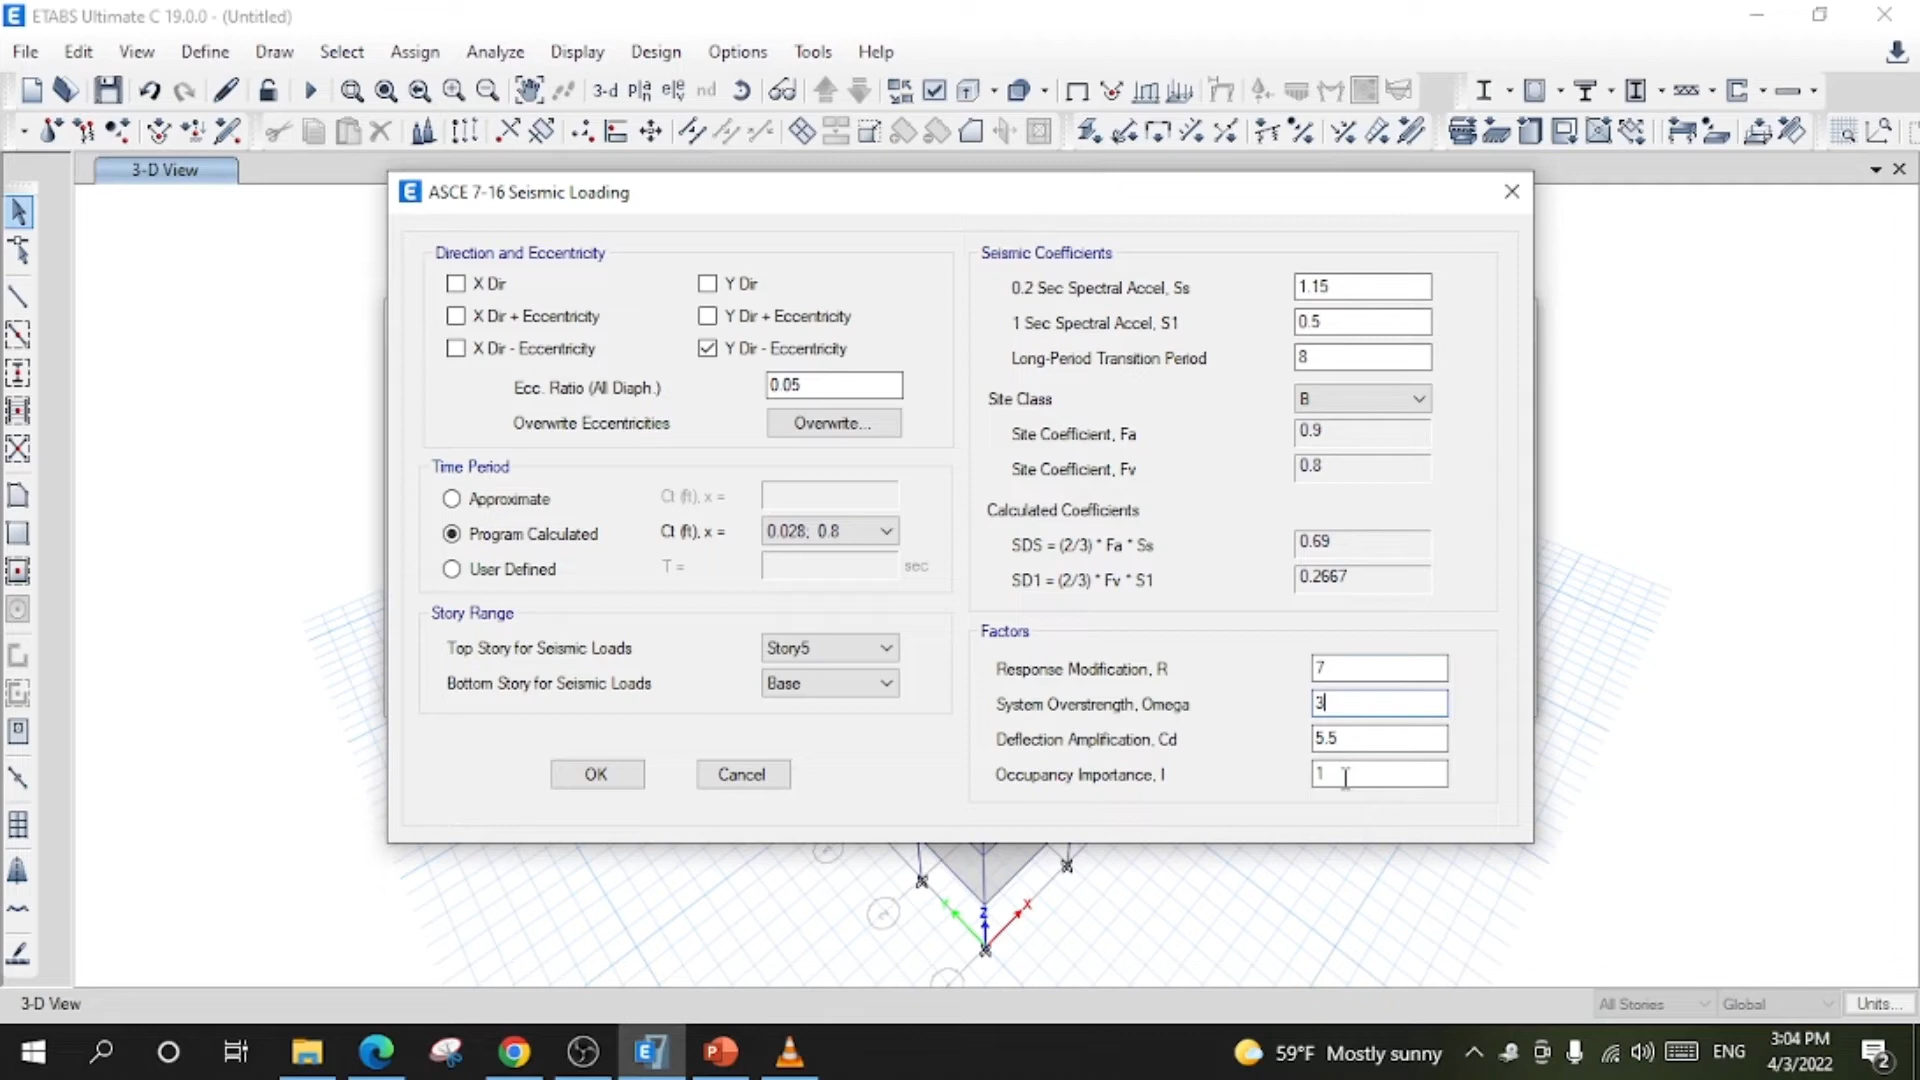 ETABS Ultimate C 19.0.0 - (Untitled)
File Edit View Define Draw Select Assign Analyze Display Design Options Tools Help
3-d nd
3-D View
ASCE 7-16 Seismic Loading
Direction and Eccentricity
X Dir Y Dir
X Dir + Eccentricity Y Dir + Eccentricity
X Dir - Eccentricity Y Dir - Eccentricity
Ecc. Ratio (All Diaph.) 0.05
Overwrite Eccentricities Overwrite...
Time Period
Approximate Ct (ft), x =
Program Calculated Ct (ft), x = 0.028; 0.8
User Defined T = sec
Story Range
Top Story for Seismic Loads Story5
Bottom Story for Seismic Loads Base
OK Cancel
Seismic Coefficients
0.2 Sec Spectral Accel, Ss 1.15
1 Sec Spectral Accel, S1 0.5
Long-Period Transition Period 8
Site Class B
Site Coefficient, Fa 0.9
Site Coefficient, Fv 0.8
Calculated Coefficients
SDS = (2/3) * Fa * Ss 0.69
SD1 = (2/3) * Fv * S1 0.2667
Factors
Response Modification, R 7
System Overstrength, Omega 3
Deflection Amplification, Cd 5.5
Occupancy Importance, I 1
Z X
3-D View All Stories Global Units...
59°F Mostly sunny ENG 3:04 PM
4/3/2022
2